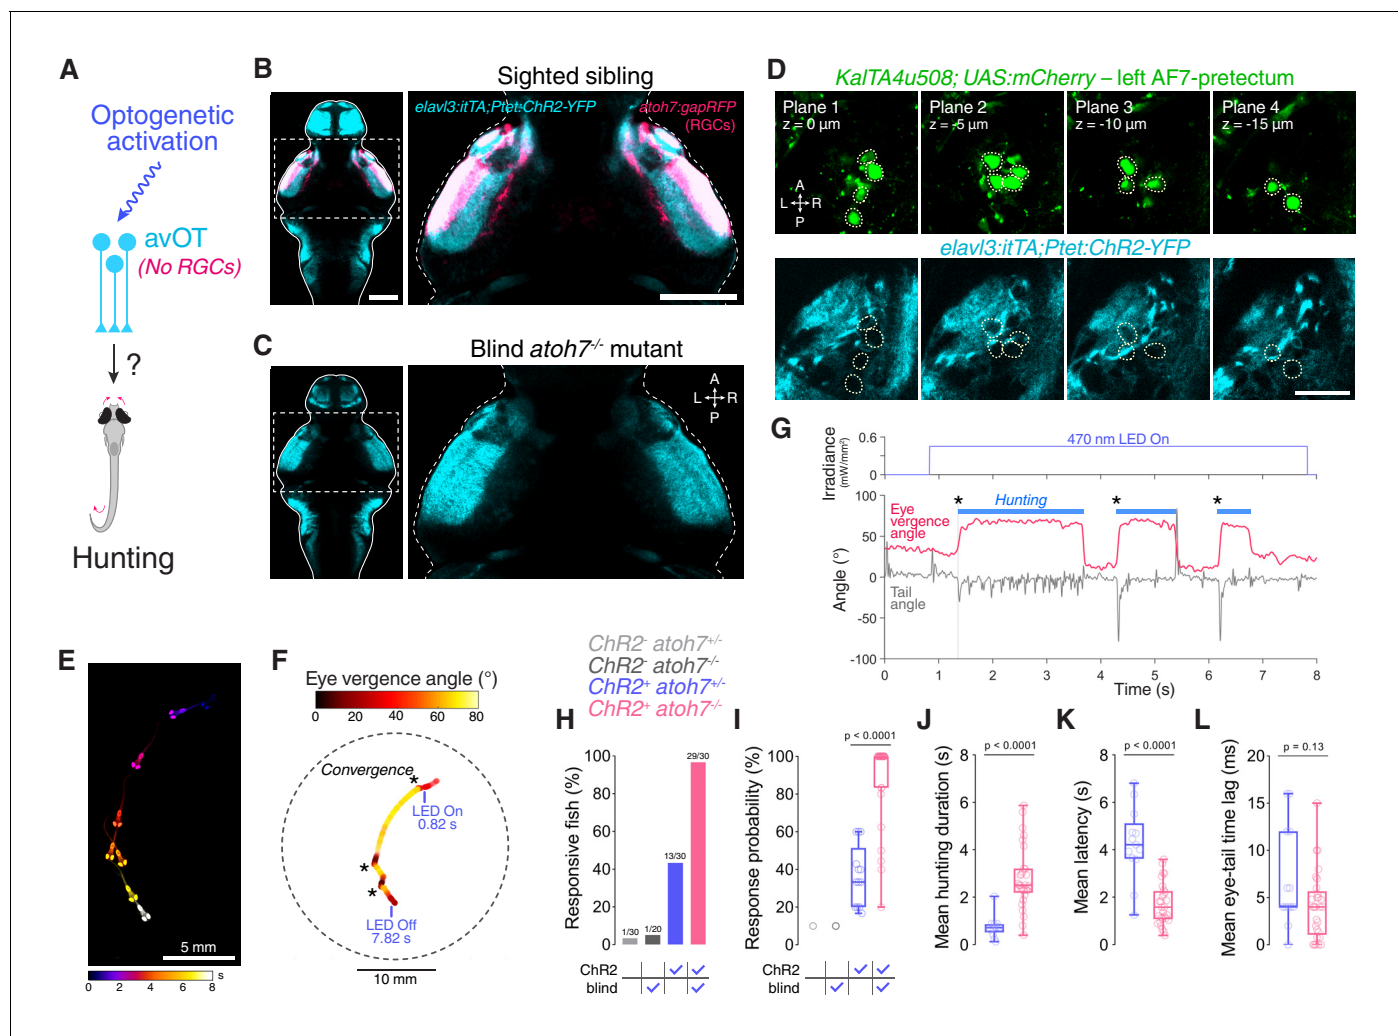 A
Optogenetic
activation
avOT
(No RGCs)
?
Hunting
B
Sighted sibling
elavl3:itTA;Ptet:ChR2-YFP
atoh7:gapRFP
(RGCs)
C
Blind atoh7-/- mutant
A
L R
P
D
KalTA4u508; UAS:mCherry – left AF7-pretectum
Plane 1
z = 0 µm
Plane 2
z = -5 µm
Plane 3
z = -10 µm
Plane 4
z = -15 µm
A
L R
P
elavl3:itTA;Ptet:ChR2-YFP
E
5 mm
0 2 4 6 8 s
F
Eye vergence angle (°)
0 20 40 60 80
Convergence
*
LED On
0.82 s
*
*
LED Off
7.82 s
10 mm
G
Irradiance
(mW/mm²)
0.6
0
470 nm LED On
Angle (°)
100
50
0
-50
-100
Eye
vergence
angle
Tail
angle
* Hunting * *
0 1 2 3 4 5 6 7 8
Time (s)
ChR2- atoh7+/-
ChR2- atoh7-/-
ChR2+ atoh7+/-
ChR2+ atoh7-/-
H
Responsive fish (%)
100
80
60
40
20
0
1/30
1/20
13/30
29/30
ChR2 ✓ ✓
blind ✓ ✓
I
Response probability (%)
100
80
60
40
20
0
p < 0.0001
ChR2 ✓ ✓
blind ✓ ✓
J
Mean hunting duration (s)
8
6
4
2
0
p < 0.0001
K
Mean latency (s)
8
6
4
2
0
p < 0.0001
L
Mean eye-tail time lag (ms)
20
15
10
5
0
p = 0.13